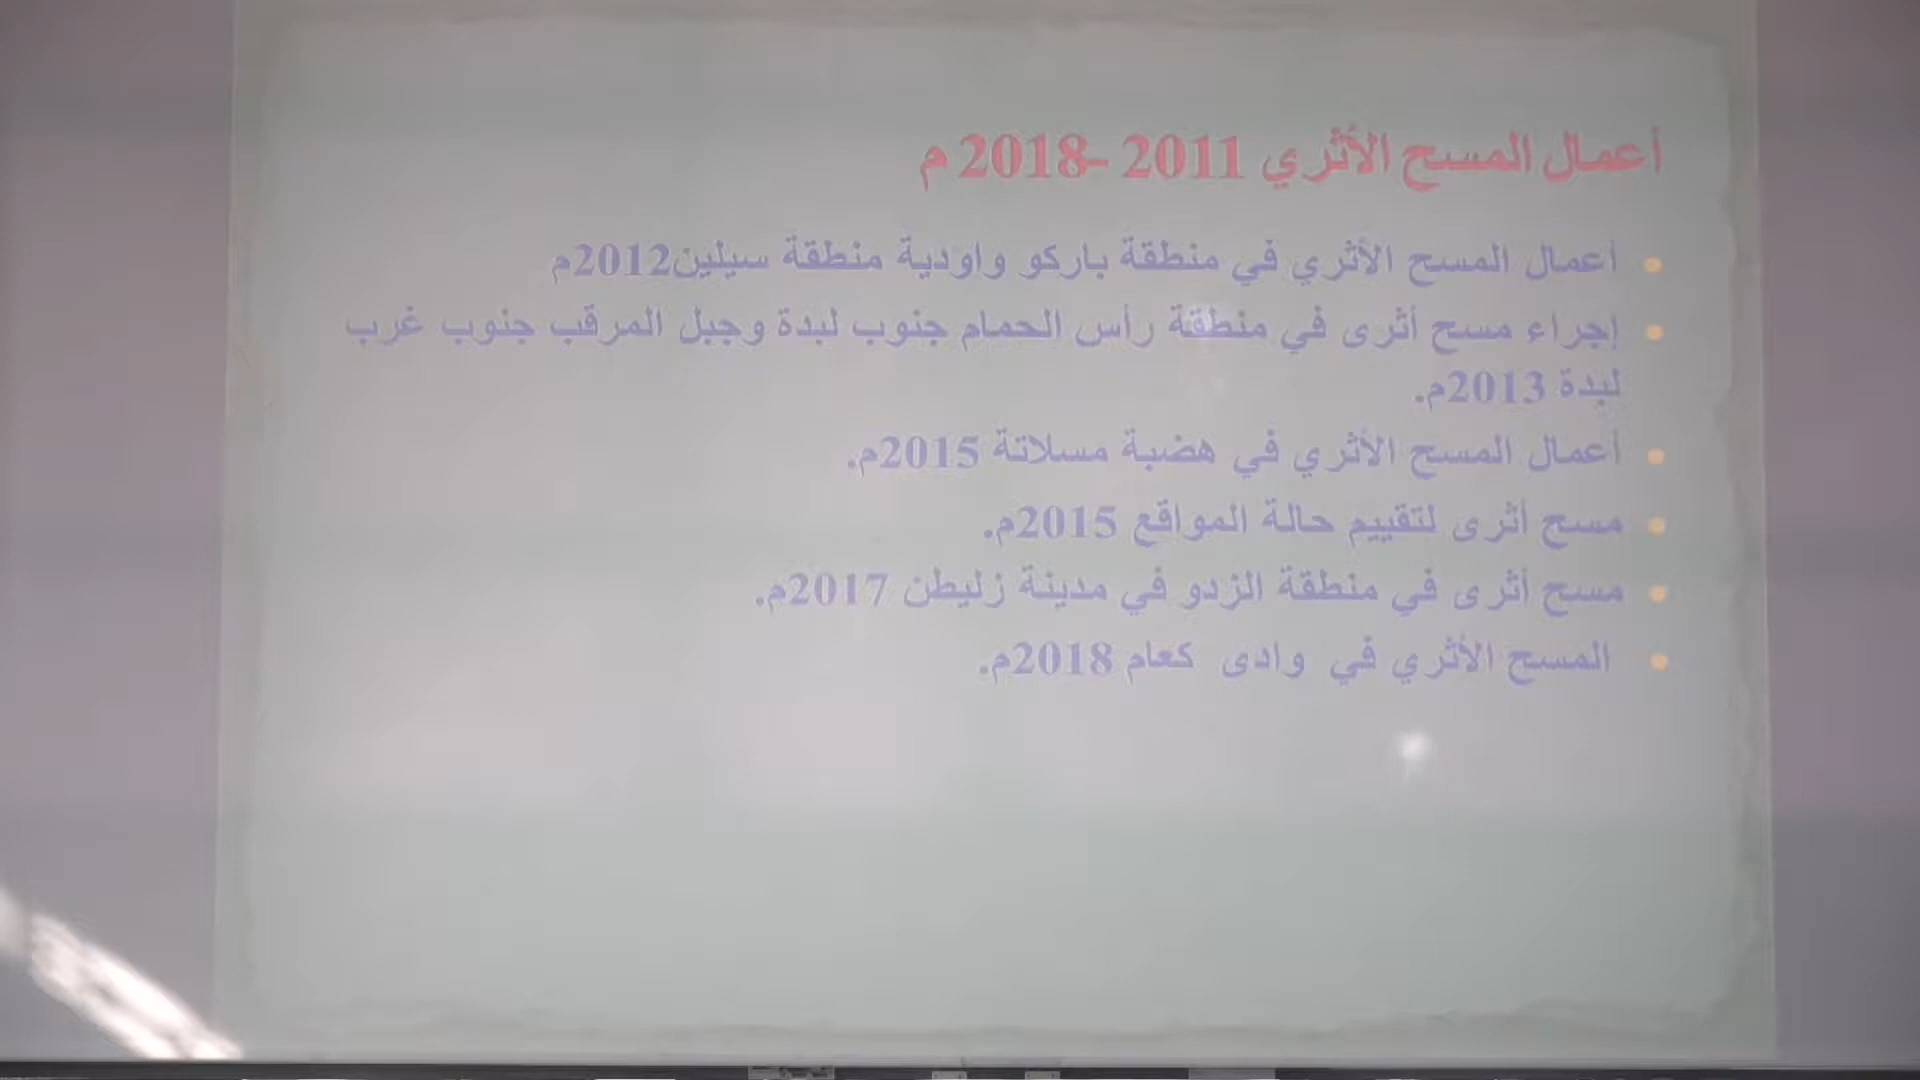 أعمال المسح الأثري 2011 -2018 م
أعمال المسح الأثري في منطقة باركو واودية منطقة سيلين2012م
إجراء مسح أثرى في منطقة رأس الحمام جنوب لبدة وجبل المرقب جنوب غرب
لبدة 2013م.
أعمال المسح الأثري في هضبة مسلاتة 2015م.
مسح أثرى لتقييم حالة المواقع 2015م.
مسح أثرى في منطقة الزدو في مدينة زليطن 2017م.
المسح الأثري في وادى كعام 2018م.